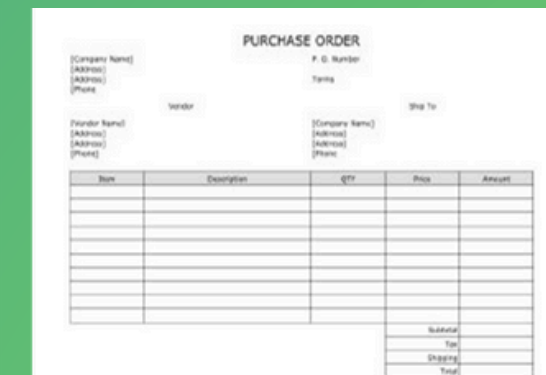 PURCHASE ORDER
[Company Name]
P. O. Number
[Address]
[Address]
Terms
[Phone
Vendor
Ship To
[Vendor Name]
[Company Name]
[Address]
[Address]
[Address]
[Address]
[Phone]
[Phone
Item Description QTY Price Amount
Subtotal
Tax
Shipping
Total